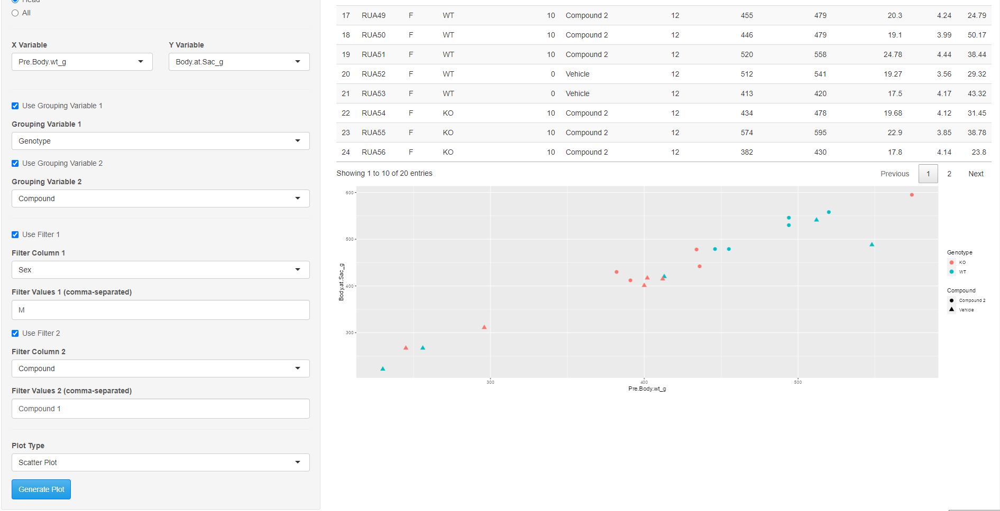 Head
All
X Variable
Y Variable
Pre.Body.wt_g
Body.at.Sac_g
Use Grouping Variable 1
Grouping Variable 1
Genotype
Use Grouping Variable 2
Grouping Variable 2
Compound
Use Filter 1
Filter Column 1
Sex
Filter Values 1 (comma-separated)
M
Use Filter 2
Filter Column 2
Compound
Filter Values 2 (comma-separated)
Compound 1
Plot Type
Scatter Plot
Generate Plot
17 RUA49 F WT 10 Compound 2 12 455 479 20.3 4.24 24.79
18 RUA50 F WT 10 Compound 2 12 446 479 19.1 3.99 50.17
19 RUA51 F WT 10 Compound 2 12 520 558 24.78 4.44 38.44
20 RUA52 F WT 0 Vehicle 12 512 541 19.27 3.56 29.32
21 RUA53 F WT 0 Vehicle 12 413 420 17.5 4.17 43.32
22 RUA54 F KO 10 Compound 2 12 434 478 19.68 4.12 31.45
23 RUA55 F KO 10 Compound 2 12 574 595 22.9 3.85 38.78
24 RUA56 F KO 10 Compound 2 12 382 430 17.8 4.14 23.8
Showing 1 to 10 of 20 entries
Previous 1 2 Next
600
500
400
300
Body.at.Sac_g
300 400 500
Pre.Body.wt_g
Genotype
KO
WT
Compound
Compound 2
Vehicle